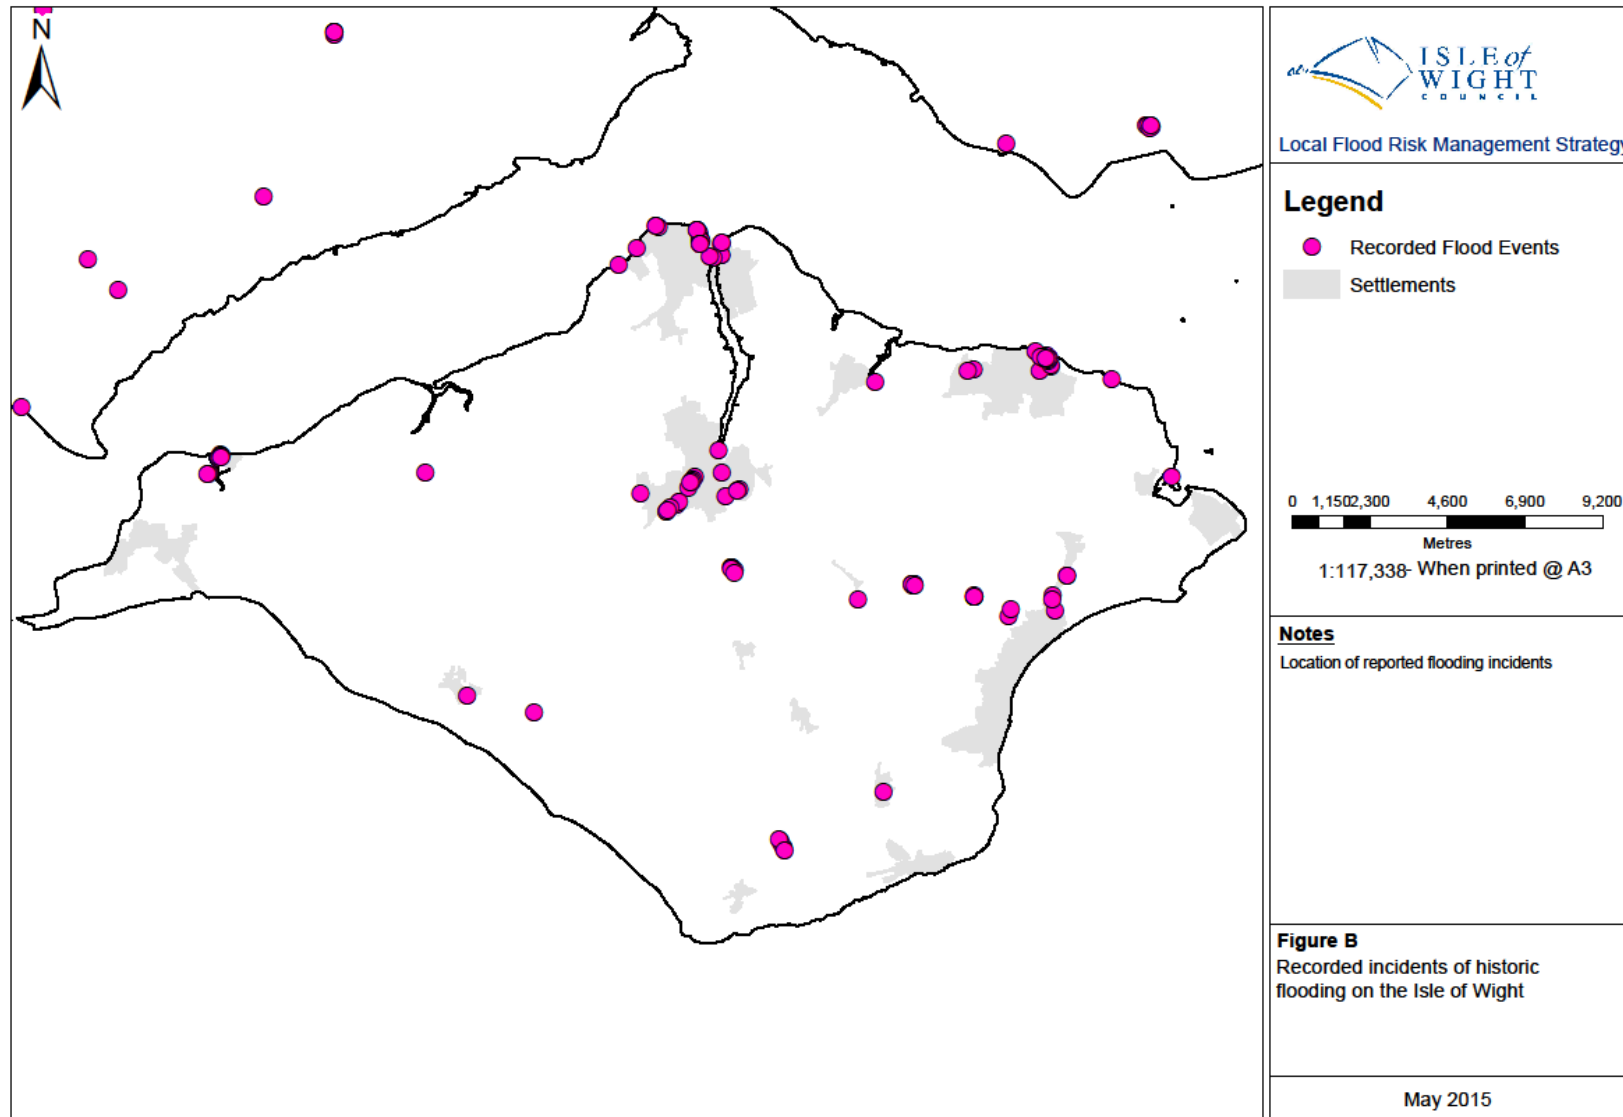 N
ISLE of
WIGHT
COUNCIL
Local Flood Risk Management Strategy
Legend
Recorded Flood Events
Settlements
0 1,150 2,300 4,600 6,900 9,200
Metres
1:117,338- When printed @ A3
Notes
Location of reported flooding incidents
Figure B
Recorded incidents of historic
flooding on the Isle of Wight
May 2015